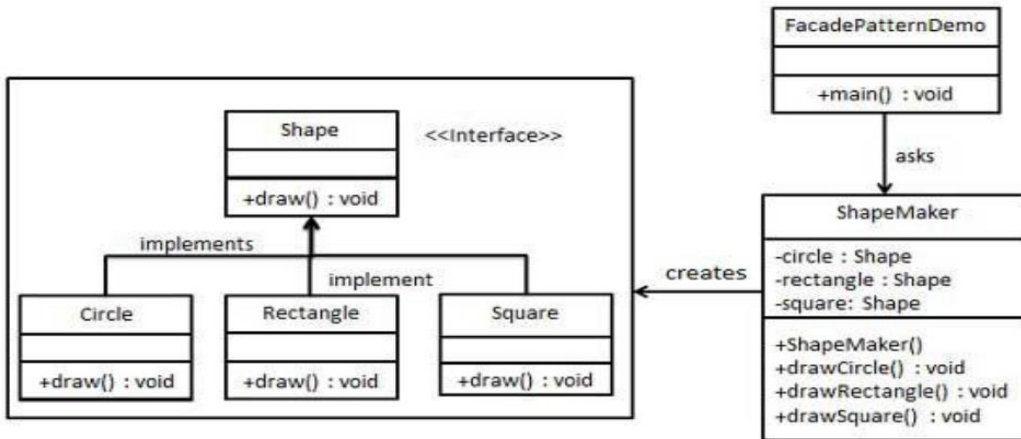 FacadePatternDemo
+main() : void
asks
Shape
<<Interface>>
+draw() : void
implements
implement
Circle
+draw() : void
Rectangle
+draw() : void
Square
+draw() : void
creates
ShapeMaker
-circle : Shape
-rectangle : Shape
-square: Shape
+ShapeMaker()
+drawCircle() : void
+drawRectangle() : void
+drawSquare() : void